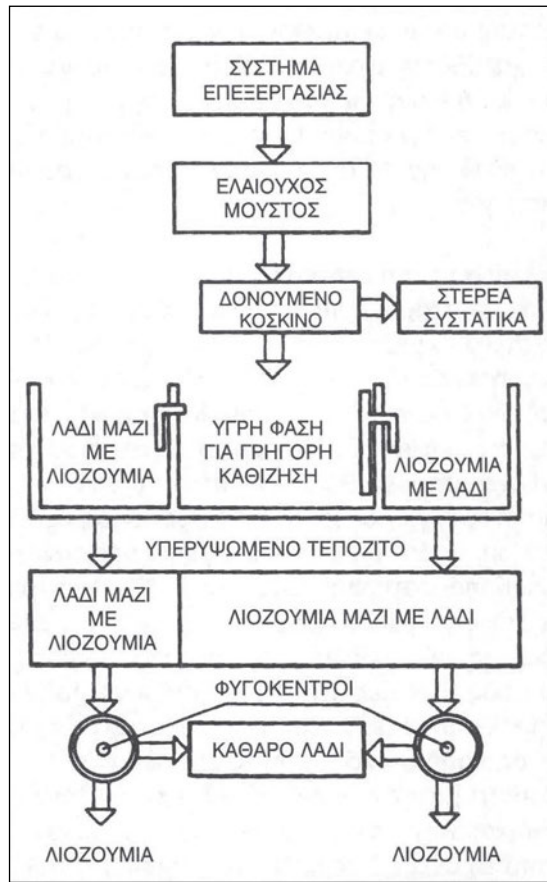 ΣΥΣΤΗΜΑ
ΕΠΕΞΕΡΓΑΣΙΑΣ
ΕΛΑΙΟΥΧΟΣ
ΜΟΥΣΤΟΣ
ΔΟΝΟΥΜΕΝΟ
ΚΟΣΚΙΝΟ
ΣΤΕΡΕΑ
ΣΥΣΤΑΤΙΚΑ
ΛΑΔΙ ΜΑΖΙ
ΜΕ
ΛΙΟΖΟΥΜΙΑ
ΥΓΡΗ ΦΑΣΗ
ΓΙΑ ΓΡΗΓΟΡΗ
ΚΑΘΙΖΗΣΗ
ΛΙΟΖΟΥΜΙΑ
ΜΕ ΛΑΔΙ
ΥΠΕΡΥΨΩΜΕΝΟ ΤΕΠΟΖΙΤΟ
ΛΑΔΙ ΜΑΖΙ
ΜΕ
ΛΙΟΖΟΥΜΙΑ
ΛΙΟΖΟΥΜΙΑ ΜΑΖΙ ΜΕ ΛΑΔΙ
ΦΥΓΟΚΕΝΤΡΟΙ
ΚΑΘΑΡΟ ΛΑΔΙ
ΛΙΟΖΟΥΜΙΑ
ΛΙΟΖΟΥΜΙΑ